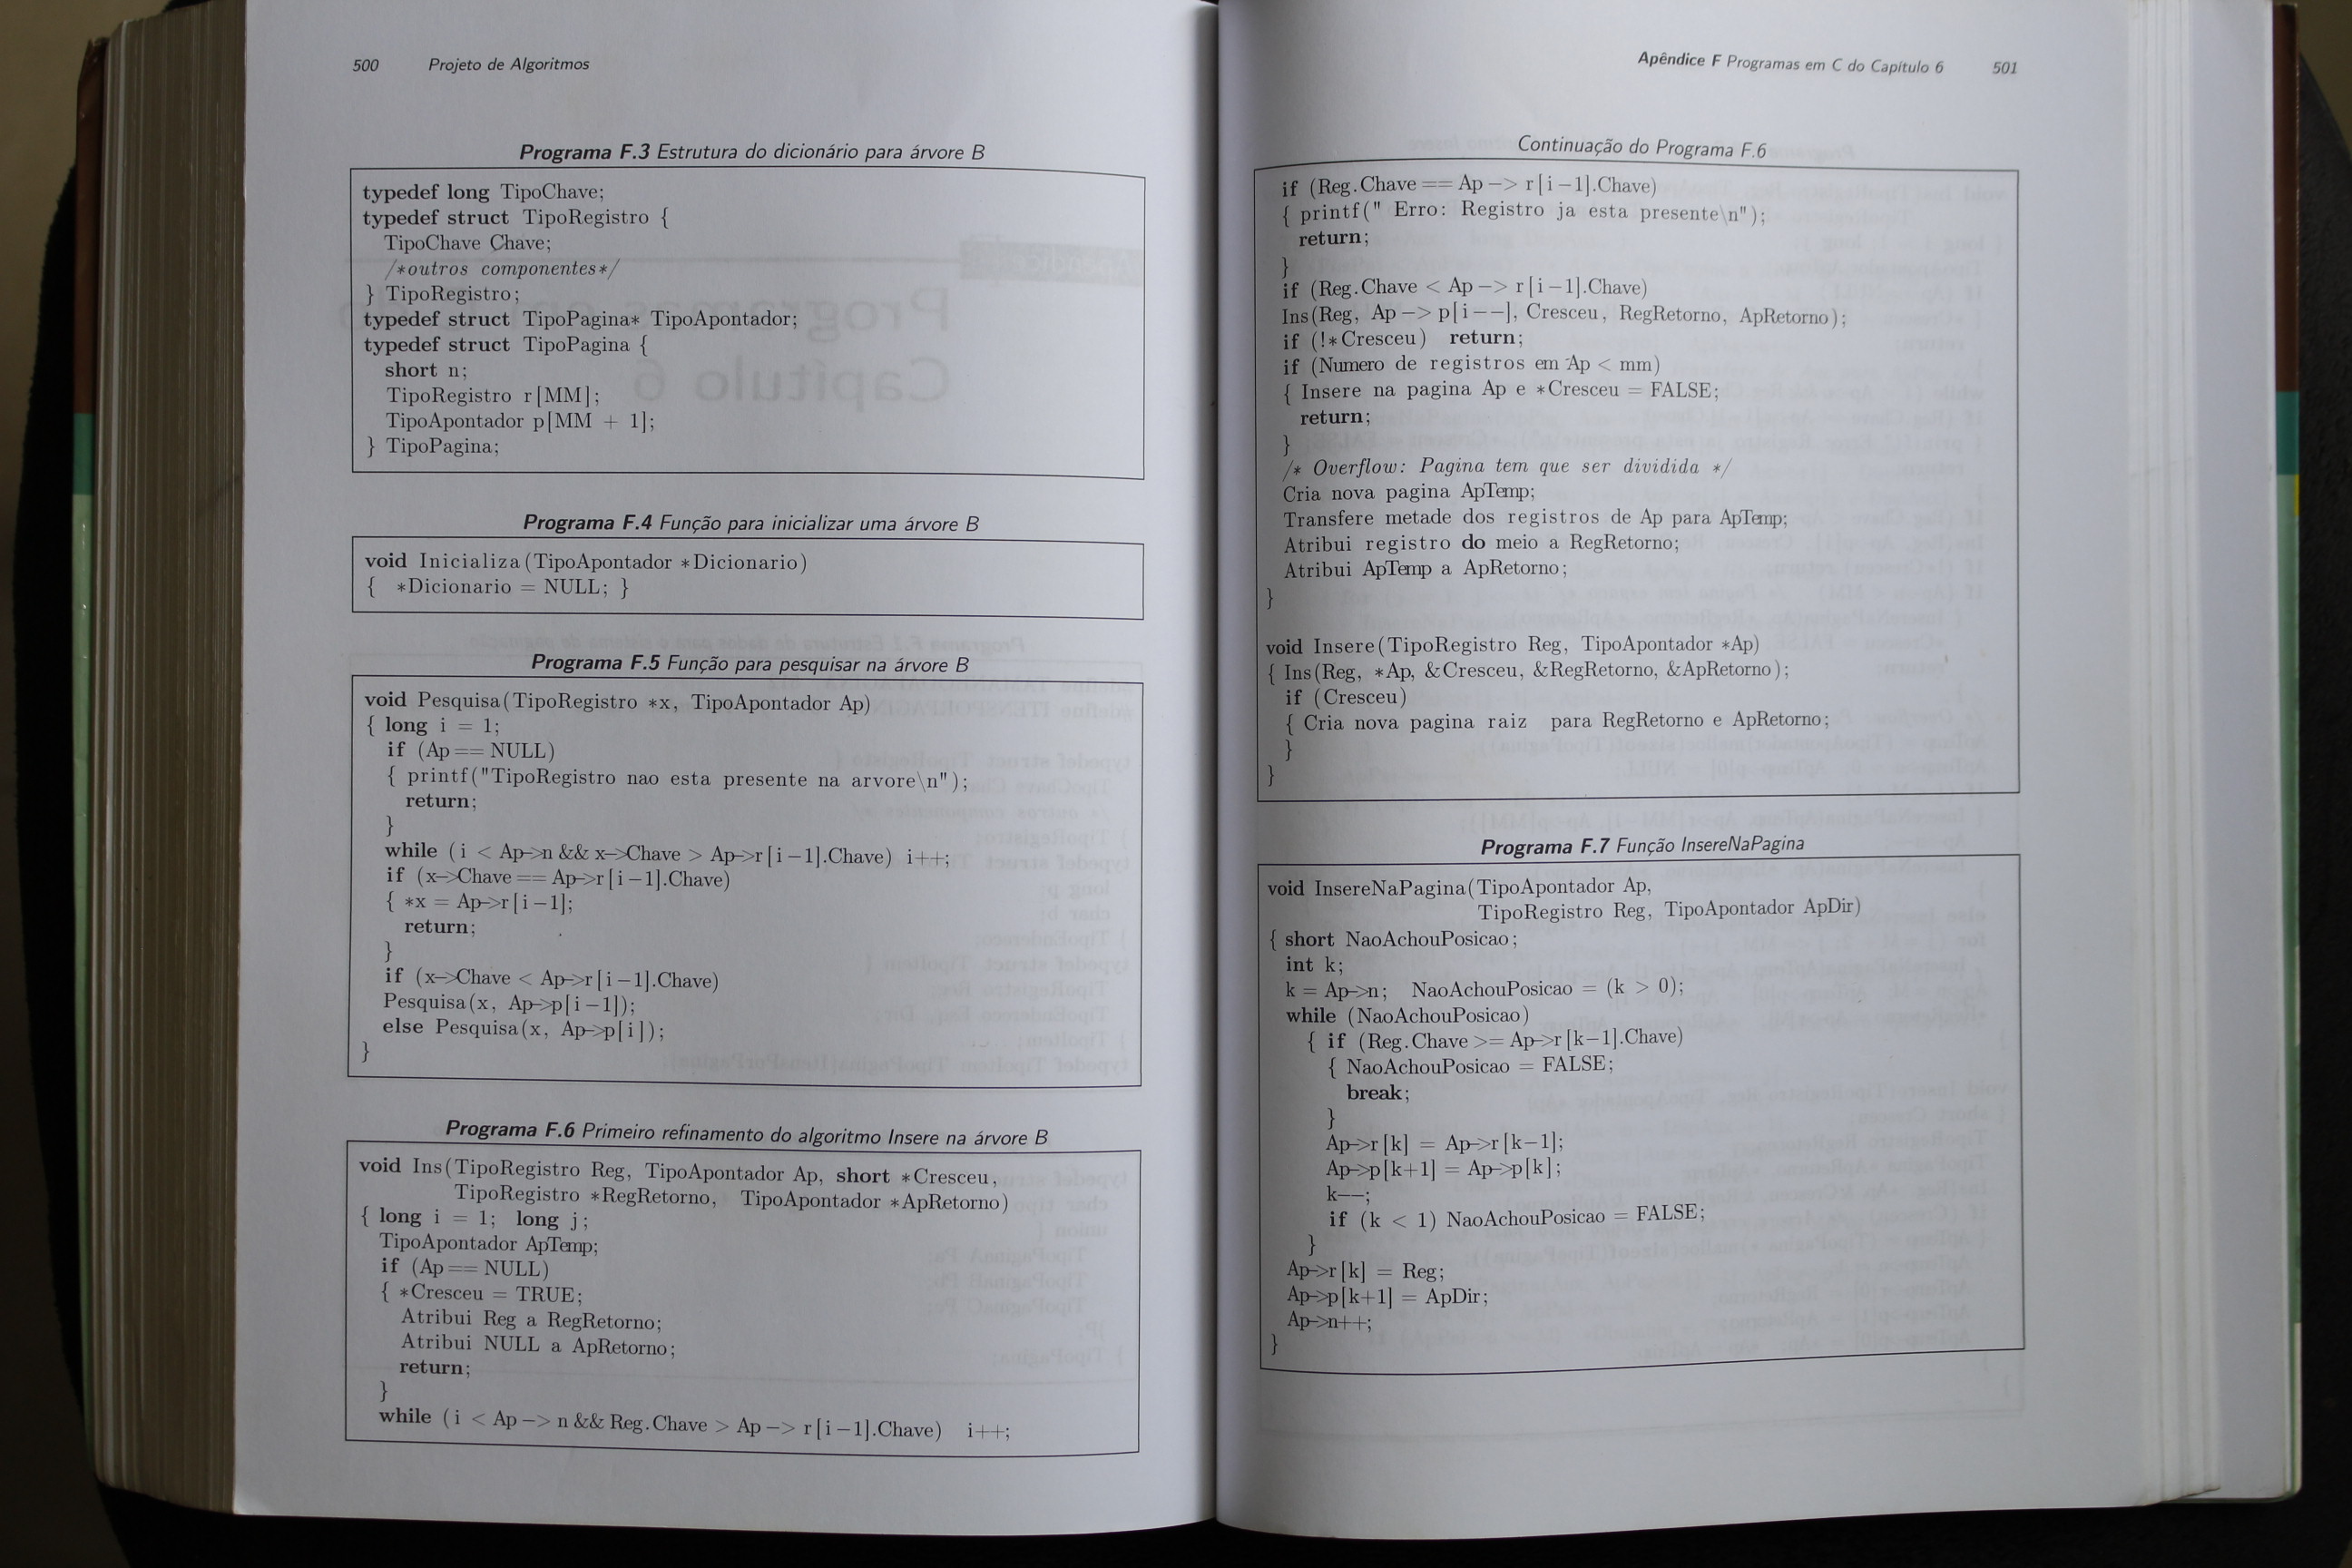 500 Projeto de Algoritmos
Programa F.3 Estrutura do dicionário para árvore B
typedef long TipoChave;
typedef struct TipoRegistro {
TipoChave Chave;
/*outros componentes*/
} TipoRegistro;
typedef struct TipoPagina* TipoApontador;
typedef struct TipoPagina {
short n;
TipoRegistro r[MM];
TipoApontador p[MM + 1];
} TipoPagina;
Programa F.4 Função para inicializar uma árvore B
void Inicializa(TipoApontador *Dicionario)
{ *Dicionario = NULL; }
Programa F.5 Função para pesquisar na árvore B
void Pesquisa(TipoRegistro *x, TipoApontador Ap)
{ long i = 1;
if (Ap == NULL)
{ printf("TipoRegistro nao esta presente na arvore\n");
return;
}
while (i < Ap->n && x->Chave > Ap->r[i-1].Chave) i++;
if (x->Chave == Ap->r[i-1].Chave)
{ *x = Ap->r[i-1];
return;
}
if (x->Chave < Ap->r[i-1].Chave)
Pesquisa(x, Ap->p[i-1]);
else Pesquisa(x, Ap->p[i]);
}
Programa F.6 Primeiro refinamento do algoritmo Insere na árvore B
void Ins(TipoRegistro Reg, TipoApontador Ap, short *Cresceu,
TipoRegistro *RegRetorno, TipoApontador *ApRetorno)
{ long i = 1; long j;
TipoApontador ApTemp;
if (Ap == NULL)
{ *Cresceu = TRUE;
Atribui Reg a RegRetorno;
Atribui NULL a ApRetorno;
return;
}
while (i < Ap -> n && Reg.Chave > Ap -> r[i-1].Chave) i++;
Apêndice F Programas em C do Capítulo 6 501
Continuação do Programa F.6
if (Reg.Chave == Ap -> r[i-1].Chave)
{ printf(" Erro: Registro ja esta presente\n");
return;
}
if (Reg.Chave < Ap -> r[i-1].Chave)
Ins(Reg, Ap -> p[i--], Cresceu, RegRetorno, ApRetorno);
if (!*Cresceu) return;
if (Numero de registros em Ap < mm)
{ Insere na pagina Ap e *Cresceu = FALSE;
return;
}
/* Overflow: Pagina tem que ser dividida */
Cria nova pagina ApTemp;
Transfere metade dos registros de Ap para ApTemp;
Atribui registro do meio a RegRetorno;
Atribui ApTemp a ApRetorno;
}
void Insere(TipoRegistro Reg, TipoApontador *Ap)
{ Ins(Reg, *Ap, &Cresceu, &RegRetorno, &ApRetorno);
if (Cresceu)
{ Cria nova pagina raiz para RegRetorno e ApRetorno;
}
}
Programa F.7 Função InsereNaPagina
void InsereNaPagina(TipoApontador Ap,
TipoRegistro Reg, TipoApontador ApDir)
{ short NaoAchouPosicao;
int k;
k = Ap->n; NaoAchouPosicao = (k > 0);
while (NaoAchouPosicao)
{ if (Reg.Chave >= Ap->r[k-1].Chave)
{ NaoAchouPosicao = FALSE;
break;
}
Ap->r[k] = Ap->r[k-1];
Ap->p[k+1] = Ap->p[k];
k--;
if (k < 1) NaoAchouPosicao = FALSE;
}
Ap->r[k] = Reg;
Ap->p[k+1] = ApDir;
Ap->n++;
}